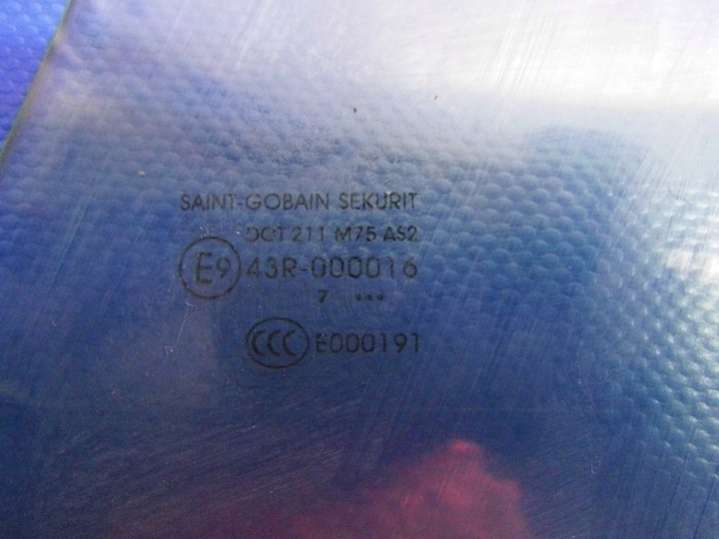 SAINT-GOBAIN SEKURIT
DOT 211 M75 AS2
E9 43R-000016
7 ...
CCC E000191